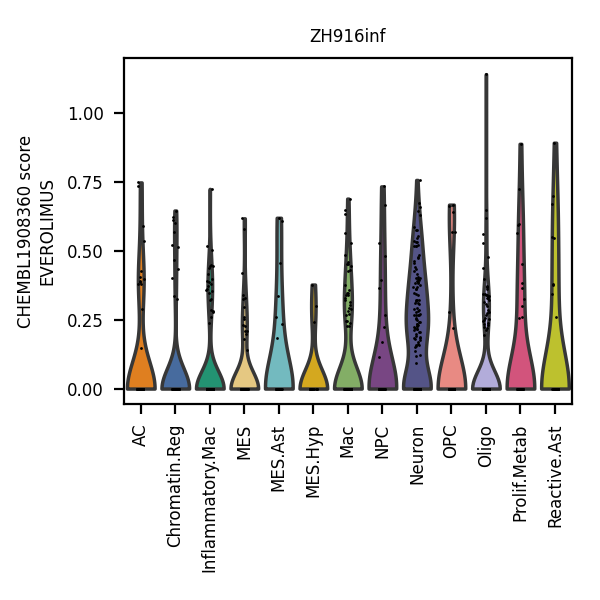 ZH916inf
CHEMBL1908360 score
EVEROLIMUS
1.00
0.75
0.50
0.25
0.00
AC
Chromatin.Reg
Inflammatory.Mac
MES
MES.Ast
MES.Hyp
Mac
NPC
Neuron
OPC
Oligo
Prolif.Metab
Reactive.Ast